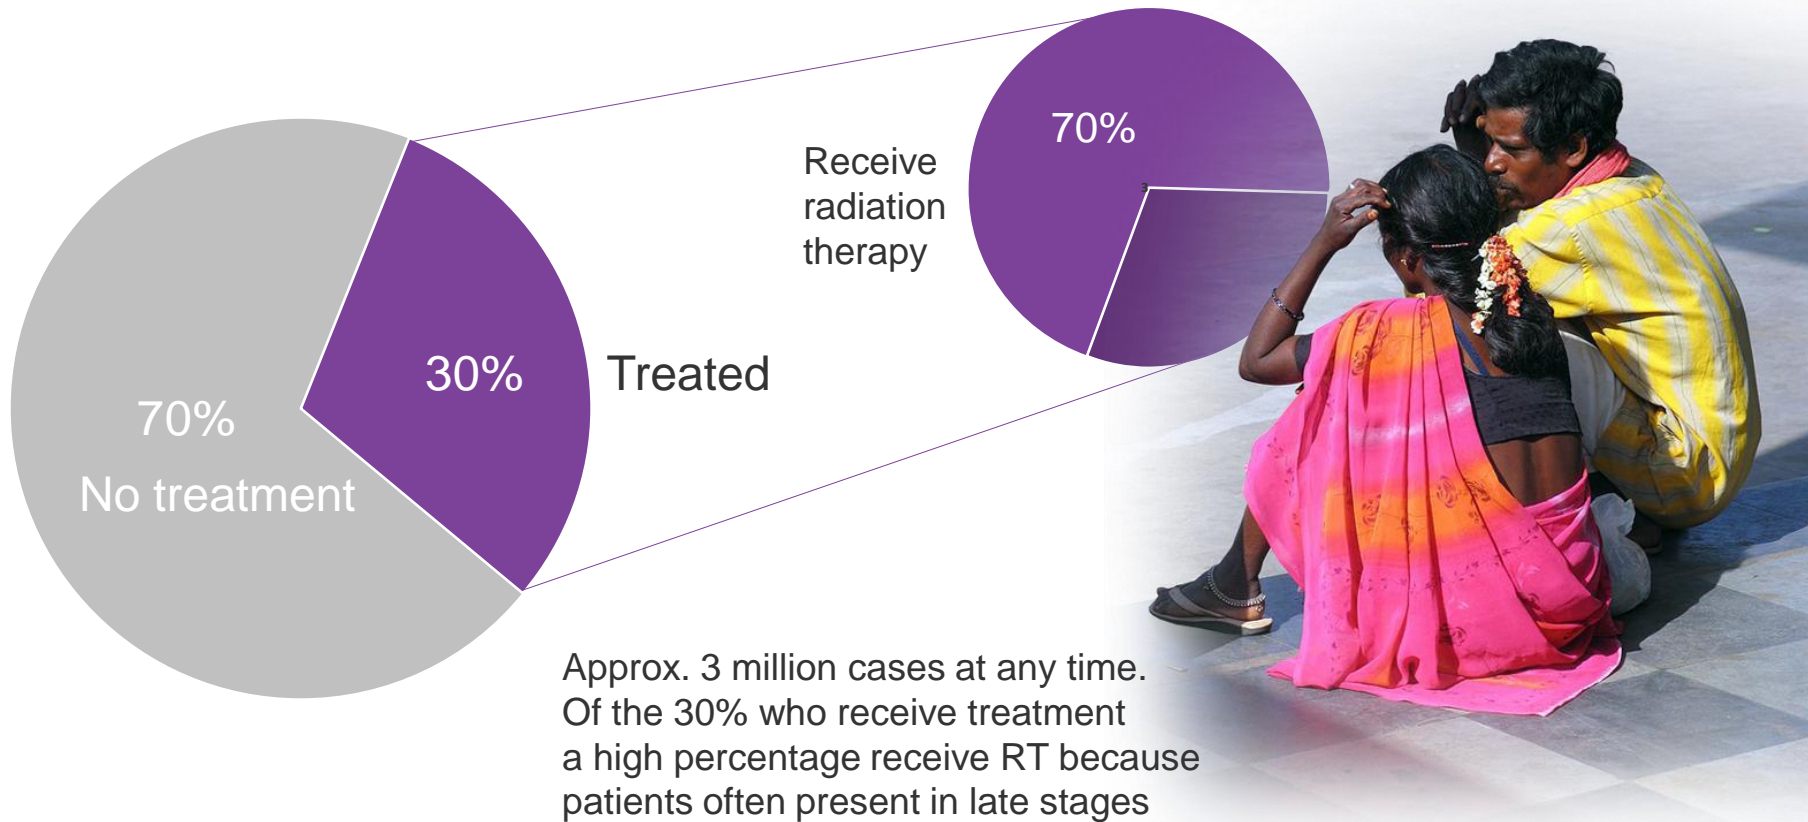 70%
No treatment
30%
Treated
Receive
radiation
therapy
70%
3
Approx. 3 million cases at any time.
Of the 30% who receive treatment
a high percentage receive RT because
patients often present in late stages